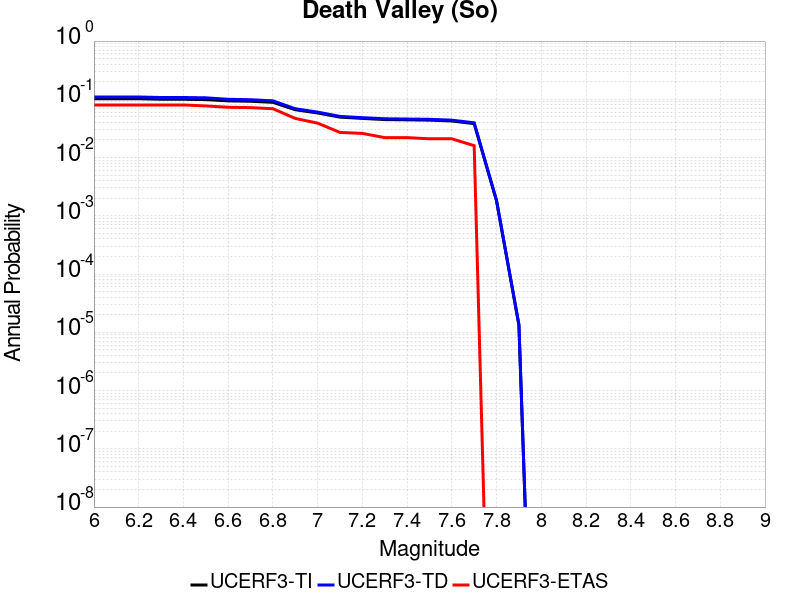 Death Valley (So)
Annual Probability
10^0
10^-1
10^-2
10^-3
10^-4
10^-5
10^-6
10^-7
10^-8
6 6.2 6.4 6.6 6.8 7 7.2 7.4 7.6 7.8 8 8.2 8.4 8.6 8.8 9
Magnitude
UCERF3-TI UCERF3-TD UCERF3-ETAS